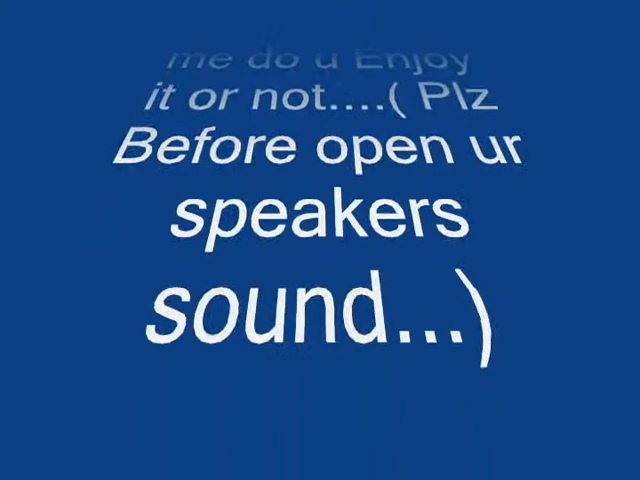 me do u Enjoy
it or not....( Plz
Before open ur
speakers
sound...)